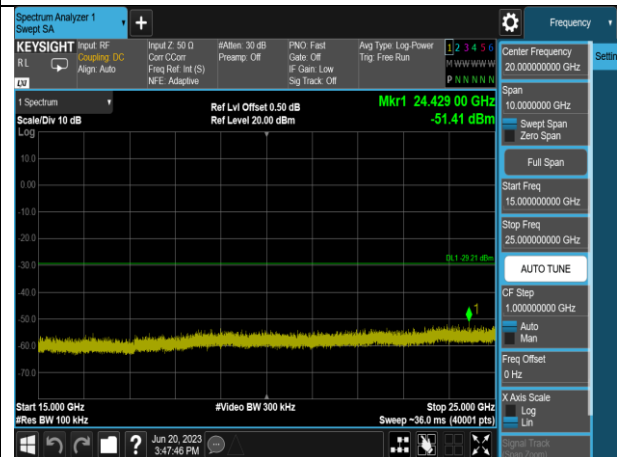 Spectrum Analyzer 1
Swept SA
+
Frequency
KEYSIGHT
RL
LXI
Input: RF
Coupling: DC
Align: Auto
Input Z: 50 Ω
Corr CCorr
Freq Ref: Int (S)
NFE: Adaptive
#Atten: 30 dB
Preamp: Off
PNO: Fast
Gate: Off
IF Gain: Low
Sig Track: Off
Avg Type: Log-Power
Trig: Free Run
1 2 3 4 5 6
M W W W W W
P N N N N N
1 Spectrum
Scale/Div 10 dB
Log
Ref Lvl Offset 0.50 dB
Ref Level 20.00 dBm
Mkr1 24.429 00 GHz
-51.41 dBm
10.0
0.00
-10.0
-20.0
-30.0
-40.0
-50.0
-60.0
-70.0
DL1 -29.21 dBm
1
Start 15.000 GHz
#Res BW 100 kHz
#Video BW 300 kHz
Stop 25.000 GHz
Sweep ~36.0 ms (40001 pts)
Center Frequency
20.000000000 GHz
Settin
Span
10.0000000 GHz
Swept Span
Zero Span
Full Span
Start Freq
15.000000000 GHz
Stop Freq
25.000000000 GHz
AUTO TUNE
CF Step
1.000000000 GHz
Auto
Man
Freq Offset
0 Hz
X Axis Scale
Log
Lin
Signal Track
(Span Zoom)
?
Jun 20, 2023
3:47:46 PM